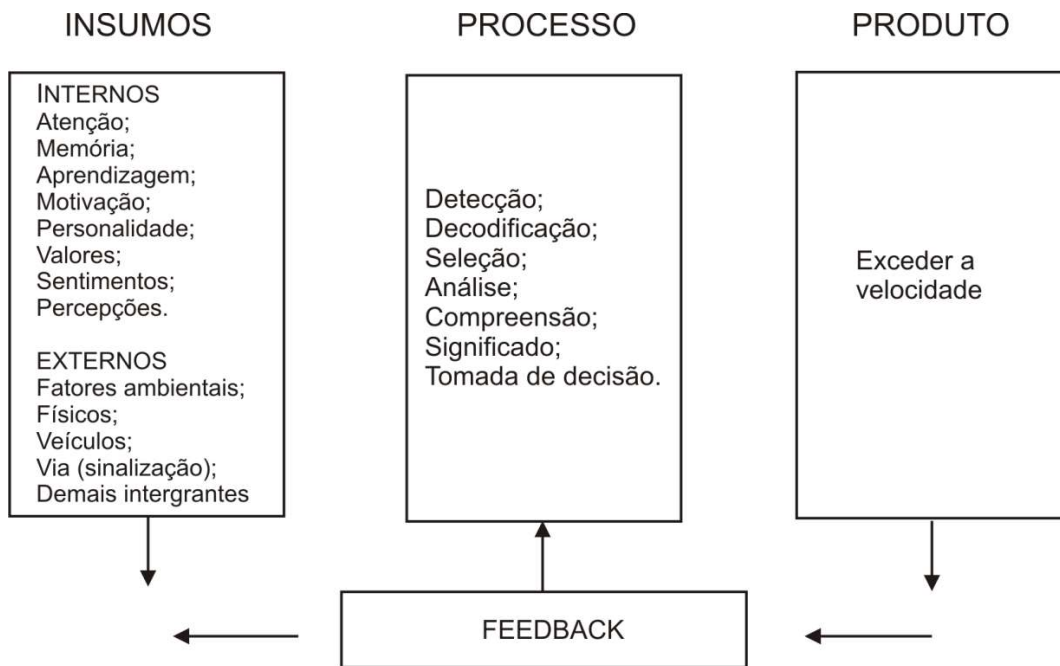 INSUMOS
INTERNOS
Atenção;
Memória;
Aprendizagem;
Motivação;
Personalidade;
Valores;
Sentimentos;
Percepções.
EXTERNOS
Fatores ambientais;
Físicos;
Veículos;
Via (sinalização);
Demais intergrantes
PROCESSO
Detecção;
Decodificação;
Seleção;
Análise;
Compreensão;
Significado;
Tomada de decisão.
PRODUTO
Exceder a
velocidade
FEEDBACK